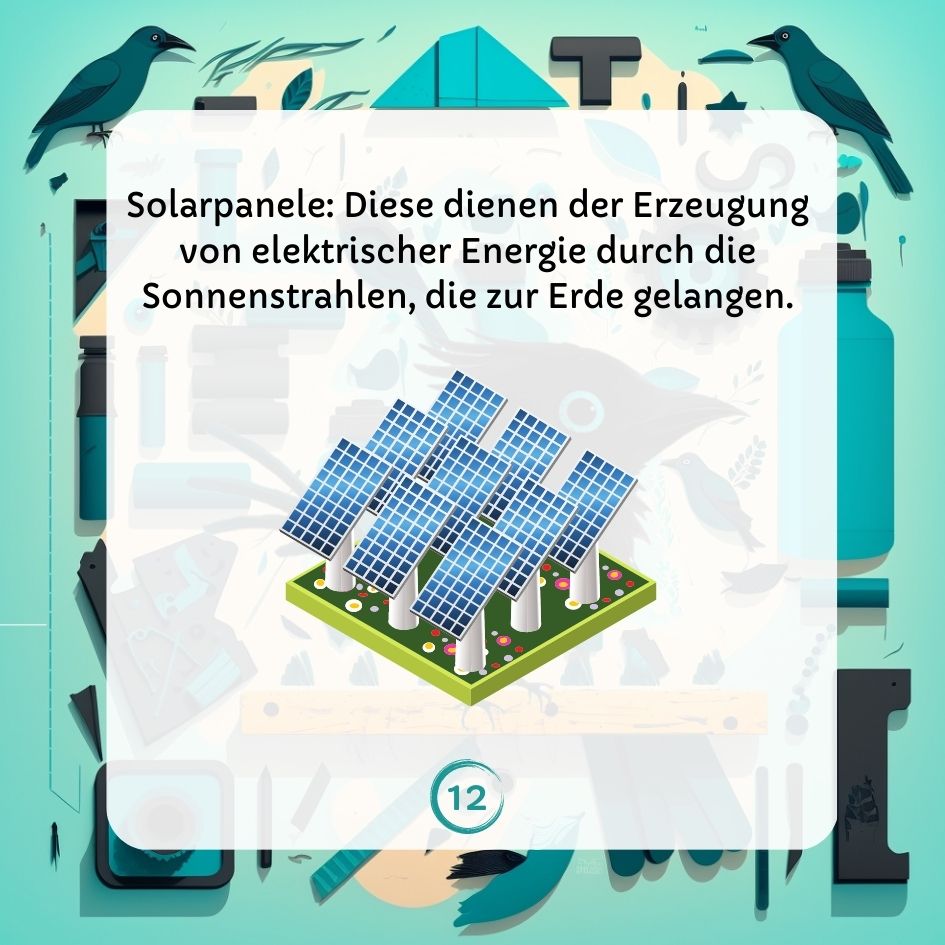 Solarpanele: Diese dienen der Erzeugung
von elektrischer Energie durch die
Sonnenstrahlen, die zur Erde gelangen.
12